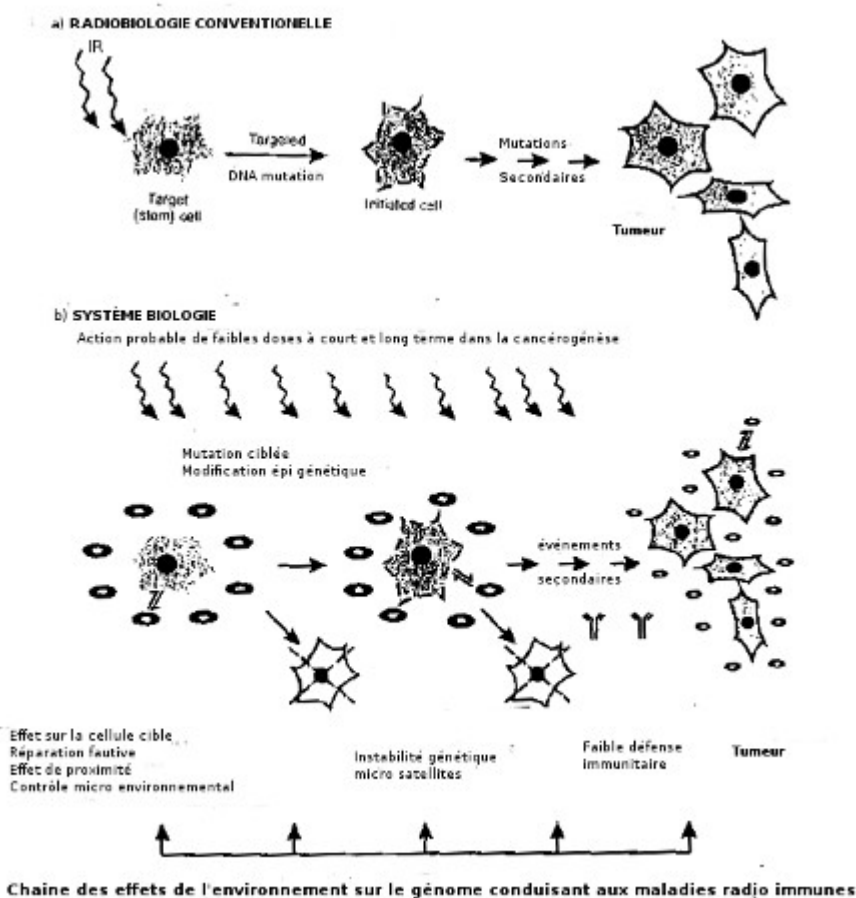 a) RADIOBIOLOGIE CONVENTIONELLE
IR
Targeted
DNA mutation
Target
(stom) cell
Initialed cell
Mutations
Secondaires
Tumeur
b) SYSTÈME BIOLOGIE
Action probable de faibles doses à court et long terme dans la cancérogénèse
Mutation ciblée
Modification épi génétique
événements
secondaires
Effet sur la cellule cible
Réparation fautive
Effet de proximité
Contrôle micro environnemental
Instabilité génétique
micro satellites
Faible défense
immunitaire
Tumeur
Chaine des effets de l'environnement sur le génome conduisant aux maladies radio immunes